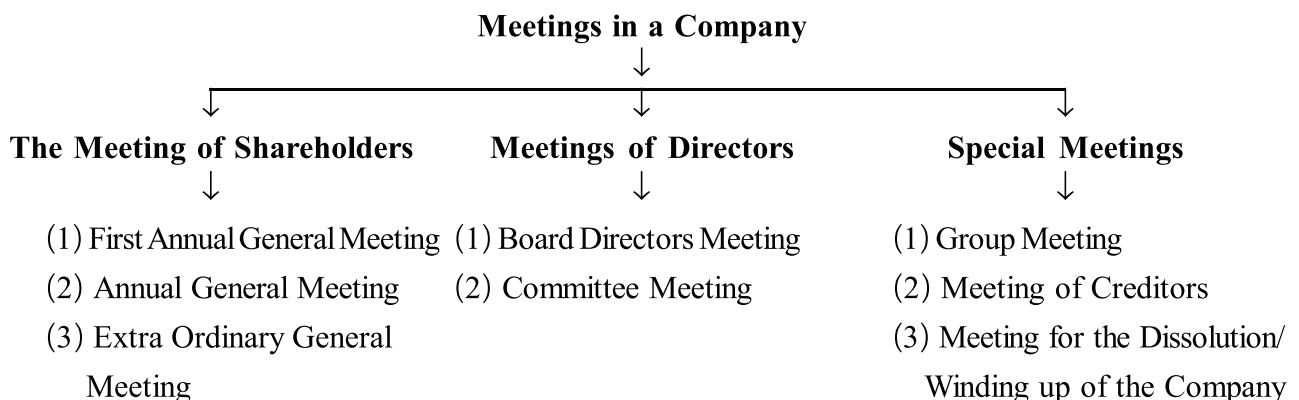 Meetings in a Company
The Meeting of Shareholders
(1) First Annual General Meeting
(2) Annual General Meeting
(3) Extra Ordinary General
Meeting
Meetings of Directors
(1) Board Directors Meeting
(2) Committee Meeting
Special Meetings
(1) Group Meeting
(2) Meeting of Creditors
(3) Meeting for the Dissolution/
Winding up of the Company